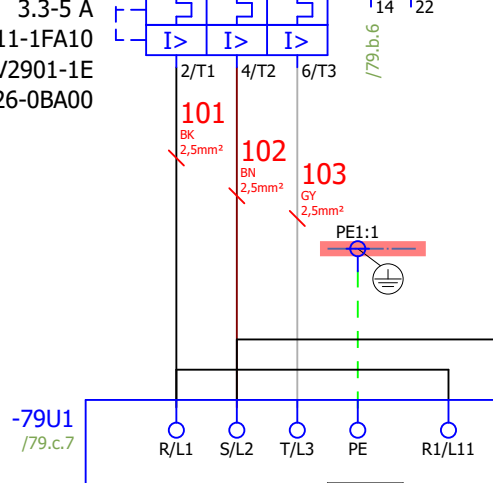 3.3-5 A
11-1FA10
V2901-1E
26-0BA00
I> I> I>
14 22
/79.b.6
2/T1 4/T2 6/T3
101
BK
2,5mm²
102
BN
2,5mm²
103
GY
2,5mm²
PE1:1
-79U1
/79.c.7
R/L1 S/L2 T/L3 PE R1/L11